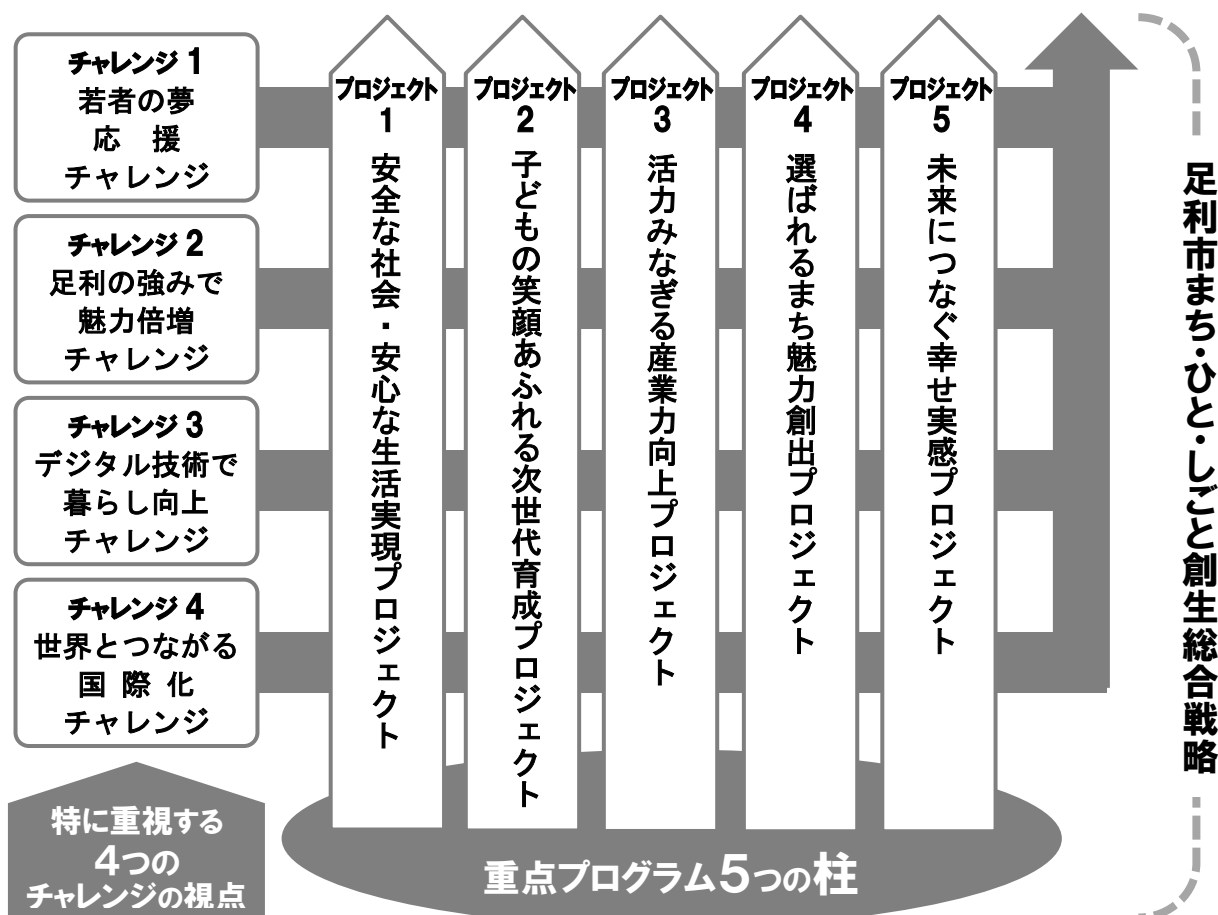 チャレンジ 1
若者の夢
応　援
チャレンジ
チャレンジ 2
足利の強みで
魅力倍増
チャレンジ
チャレンジ 3
デジタル技術で
暮らし向上
チャレンジ
チャレンジ 4
世界とつながる
国 際 化
チャレンジ
特に重視する
4つの
チャレンジの視点
プロジェクト
1
安全な社会・安心な生活実現プロジェクト
プロジェクト
2
子どもの笑顔あふれる次世代育成プロジェクト
プロジェクト
3
活力みなぎる産業力向上プロジェクト
プロジェクト
4
選ばれるまち魅力創出プロジェクト
プロジェクト
5
未来につなぐ幸せ実感プロジェクト
重点プログラム5つの柱
足利市まち・ひと・しごと創生総合戦略